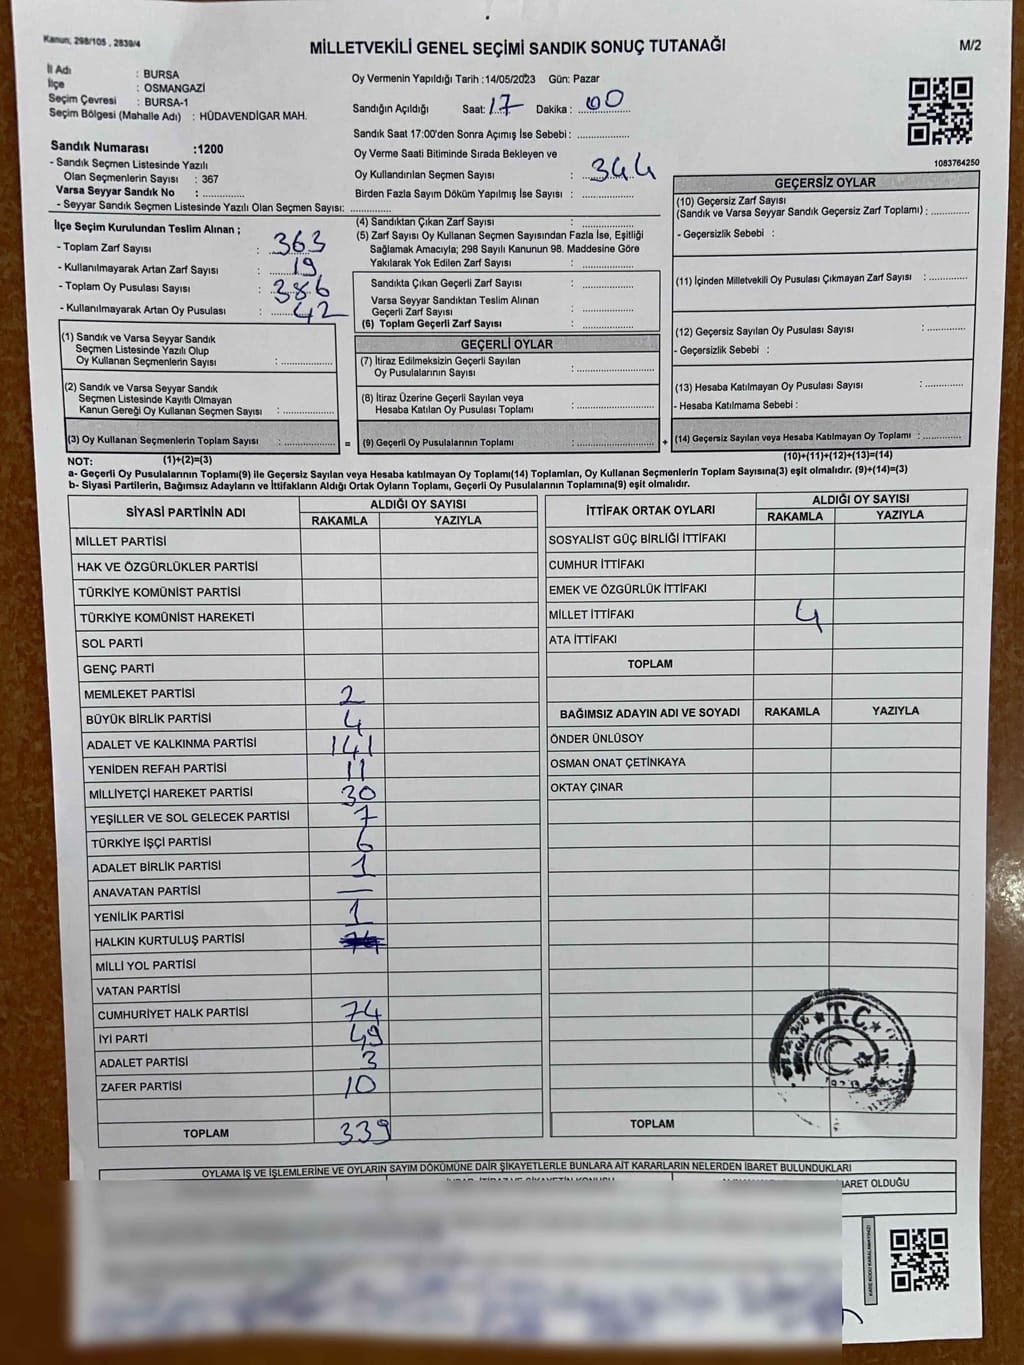 Kanun; 298/105 , 2839/4
MİLLETVEKİLİ GENEL SEÇİMİ SANDIK SONUÇ TUTANAĞI
M/2
İl Adı : BURSA
İlçe : OSMANGAZİ
Seçim Çevresi : BURSA-1
Seçim Bölgesi (Mahalle Adı) : HÜDAVENDİGAR MAH.
Sandık Numarası :1200
- Sandık Seçmen Listesinde Yazılı
Olan Seçmenlerin Sayısı : 367
Varsa Seyyar Sandık No :
- Seyyar Sandık Seçmen Listesinde Yazılı Olan Seçmen Sayısı:
Oy Vermenin Yapıldığı Tarih :14/05/2023 Gün: Pazar
Sandığın Açıldığı Saat: 17 Dakika : 00
Sandık Saat 17:00'den Sonra Açımış İse Sebebi :
Oy Verme Saati Bitiminde Sırada Bekleyen ve
Oy Kullandırılan Seçmen Sayısı : 344
Birden Fazla Sayım Döküm Yapılmış İse Sayısı :
1083764250
İlçe Seçim Kurulundan Teslim Alınan ;
- Toplam Zarf Sayısı : 363
- Kullanılmayarak Artan Zarf Sayısı : 19
- Toplam Oy Pusulası Sayısı : 386
- Kullanılmayarak Artan Oy Pusulası : 42
(4) Sandıktan Çıkan Zarf Sayısı :
(5) Zarf Sayısı Oy Kullanan Seçmen Sayısından Fazla İse, Eşitliği
Sağlamak Amacıyla; 298 Sayılı Kanunun 98. Maddesine Göre
Yakılarak Yok Edilen Zarf Sayısı :
Sandıkta Çıkan Geçerli Zarf Sayısı :
Varsa Seyyar Sandıktan Teslim Alınan
Geçerli Zarf Sayısı :
(6) Toplam Geçerli Zarf Sayısı :
GEÇERSİZ OYLAR
(10) Geçersiz Zarf Sayısı
(Sandık ve Varsa Seyyar Sandık Geçersiz Zarf Toplamı) :
- Geçersizlik Sebebi :
(11) İçinden Milletvekili Oy Pusulası Çıkmayan Zarf Sayısı :
(12) Geçersiz Sayılan Oy Pusulası Sayısı :
- Geçersizlik Sebebi :
(13) Hesaba Katılmayan Oy Pusulası Sayısı :
- Hesaba Katılmama Sebebi :
(14) Geçersiz Sayılan veya Hesaba Katılmayan Oy Toplamı :
(10)+(11)+(12)+(13)=(14)
(1) Sandık ve Varsa Seyyar Sandık
Seçmen Listesinde Yazılı Olup
Oy Kullanan Seçmenlerin Sayısı :
(2) Sandık ve Varsa Seyyar Sandık
Seçmen Listesinde Kayıtlı Olmayan
Kanun Gereği Oy Kullanan Seçmen Sayısı :
(3) Oy Kullanan Seçmenlerin Toplam Sayısı :
=
GEÇERLİ OYLAR
(7) İtiraz Edilmeksizin Geçerli Sayılan
Oy Pusulalarının Sayısı :
(8) İtiraz Üzerine Geçerli Sayılan veya
Hesaba Katılan Oy Pusulası Toplamı :
(9) Geçerli Oy Pusulalarının Toplamı :
+
NOT: (1)+(2)=(3)
a- Geçerli Oy Pusulalarının Toplamı(9) ile Geçersiz Sayılan veya Hesaba katılmayan Oy Toplamı(14) Toplamları, Oy Kullanan Seçmenlerin Toplam Sayısına(3) eşit olmalıdır. (9)+(14)=(3)
b- Siyasi Partilerin, Bağımsız Adayların ve İttifakların Aldığı Ortak Oyların Toplamı, Geçerli Oy Pusulalarının Toplamına(9) eşit olmalıdır.
SİYASİ PARTİNİN ADI ALDIĞI OY SAYISI
RAKAMLA YAZIYLA
MİLLET PARTİSİ
HAK VE ÖZGÜRLÜKLER PARTİSİ
TÜRKİYE KOMÜNİST PARTİSİ
TÜRKİYE KOMÜNİST HAREKETİ
SOL PARTİ
GENÇ PARTİ
MEMLEKET PARTİSİ 2
BÜYÜK BİRLİK PARTİSİ 4
ADALET VE KALKINMA PARTİSİ 141
YENİDEN REFAH PARTİSİ 11
MİLLİYETÇİ HAREKET PARTİSİ 30
YEŞİLLER VE SOL GELECEK PARTİSİ 7
TÜRKİYE İŞÇİ PARTİSİ 6
ADALET BİRLİK PARTİSİ 1
ANAVATAN PARTİSİ —
YENİLİK PARTİSİ 1
HALKIN KURTULUŞ PARTİSİ
MİLLİ YOL PARTİSİ
VATAN PARTİSİ
CUMHURİYET HALK PARTİSİ 74
İYİ PARTİ 49
ADALET PARTİSİ 3
ZAFER PARTİSİ 10
TOPLAM 339
İTTİFAK ORTAK OYLARI ALDIĞI OY SAYISI
RAKAMLA YAZIYLA
SOSYALİST GÜÇ BİRLİĞİ İTTİFAKI
CUMHUR İTTİFAKI
EMEK VE ÖZGÜRLÜK İTTİFAKI
MİLLET İTTİFAKI 4
ATA İTTİFAKI
TOPLAM
BAĞIMSIZ ADAYIN ADI VE SOYADI RAKAMLA YAZIYLA
ÖNDER ÜNLÜSOY
OSMAN ONAT ÇETİNKAYA
OKTAY ÇINAR
T.C.
TOPLAM
OYLAMA İŞ VE İŞLEMLERİNE VE OYLARIN SAYIM DÖKÜMÜNE DAİR ŞİKAYETLERLE BUNLARA AİT KARARLARIN NELERDEN İBARET BULUNDUKLARI
İBARET OLDUĞU